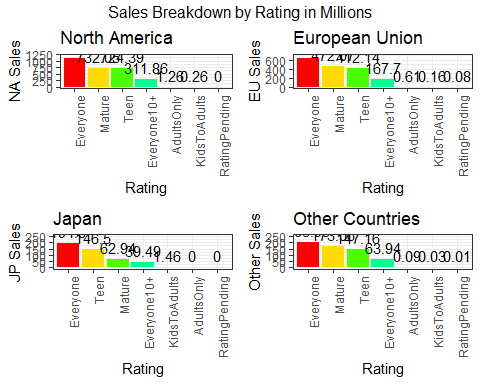 Sales Breakdown by Rating in Millions
North America
NA Sales
1250
1000
750
500
250
0
311.86 1.26 0.26 0
Everyone
Mature
Teen
Everyone10+
AdultsOnly
KidsToAdults
RatingPending
Rating
European Union
EU Sales
600
400
200
0
167.7 0.61 0.16 0.08
Everyone
Mature
Teen
Everyone10+
AdultsOnly
KidsToAdults
RatingPending
Rating
Japan
JP Sales
250
200
150
100
50
0
146.5 62.94 39.49 1.46 0 0
Everyone
Teen
Mature
Everyone10+
KidsToAdults
AdultsOnly
RatingPending
Rating
Other Countries
Other Sales
250
200
150
100
50
0
63.94 0.09 0.03 0.01
Everyone
Mature
Teen
Everyone10+
AdultsOnly
KidsToAdults
RatingPending
Rating